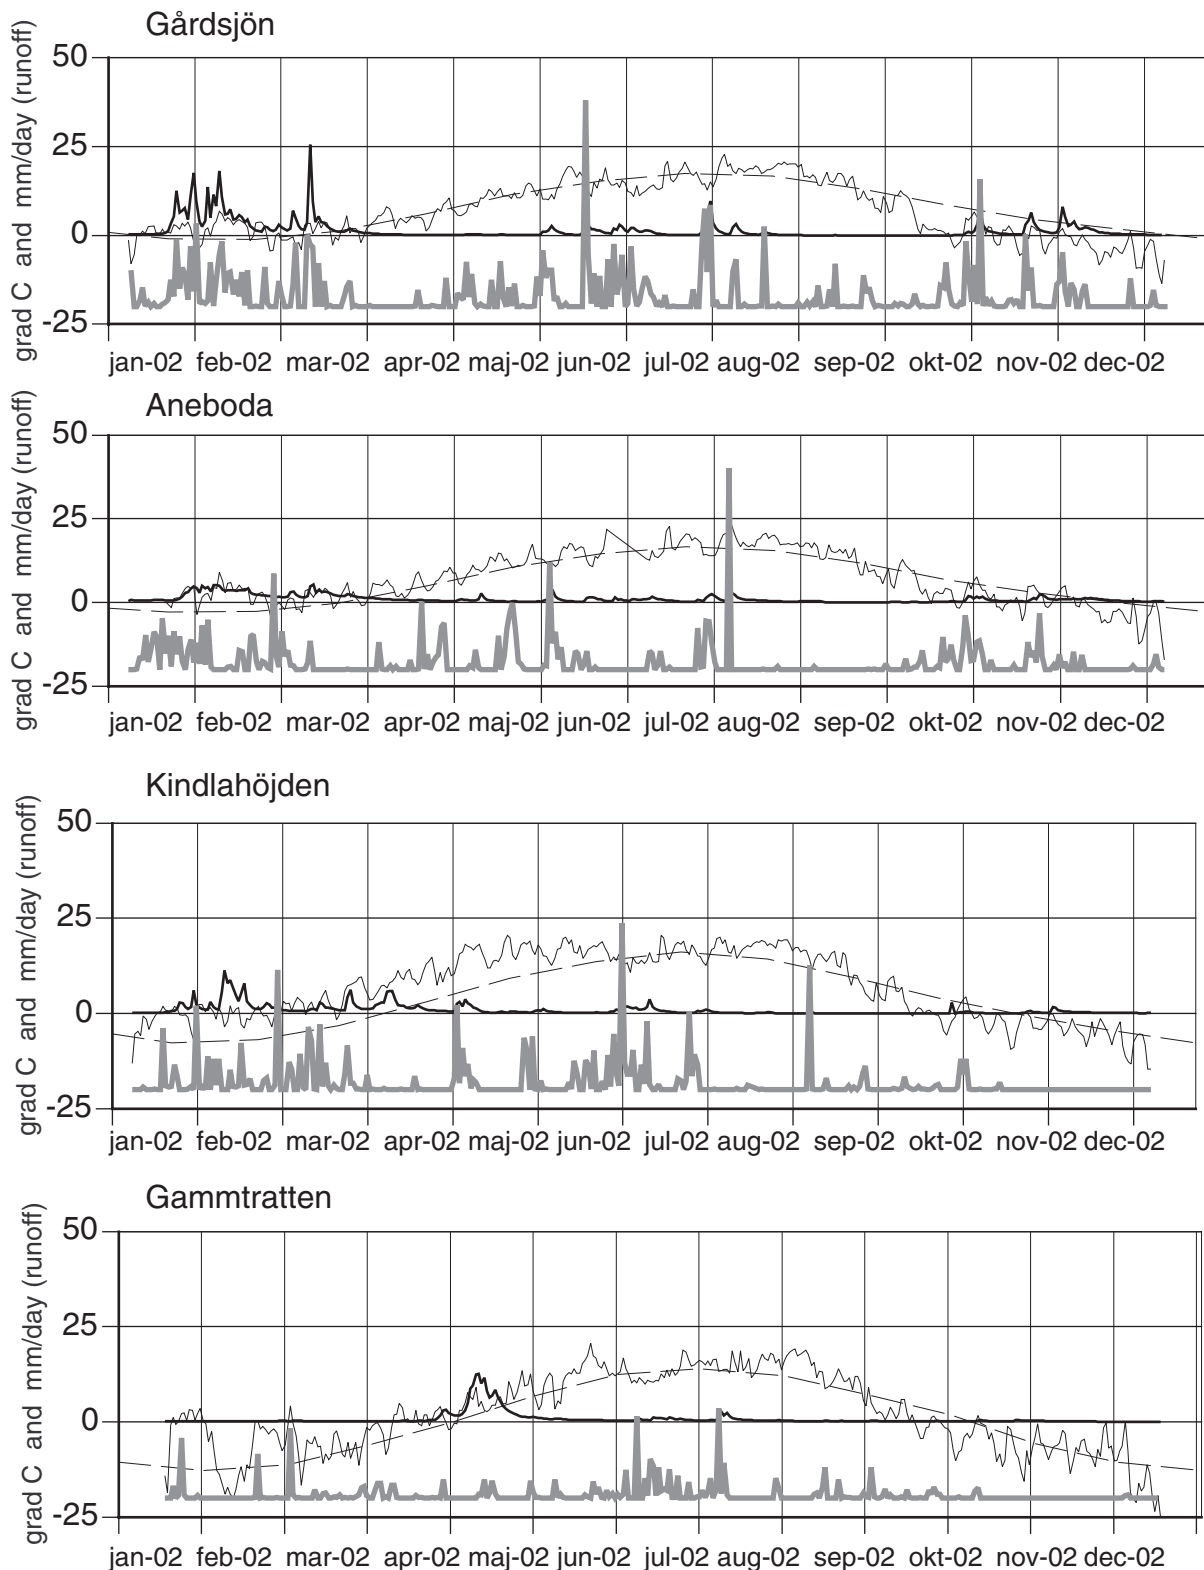 Gårdsjön
grad C and mm/day (runoff)
50
25
0
-25
jan-02 feb-02 mar-02 apr-02 maj-02 jun-02 jul-02 aug-02 sep-02 okt-02 nov-02 dec-02
Aneboda
grad C and mm/day (runoff)
50
25
0
-25
jan-02 feb-02 mar-02 apr-02 maj-02 jun-02 jul-02 aug-02 sep-02 okt-02 nov-02 dec-02
Kindlahöjden
grad C and mm/day (runoff)
50
25
0
-25
jan-02 feb-02 mar-02 apr-02 maj-02 jun-02 jul-02 aug-02 sep-02 okt-02 nov-02 dec-02
Gammtratten
grad C and mm/day (runoff)
50
25
0
-25
jan-02 feb-02 mar-02 apr-02 maj-02 jun-02 jul-02 aug-02 sep-02 okt-02 nov-02 dec-02